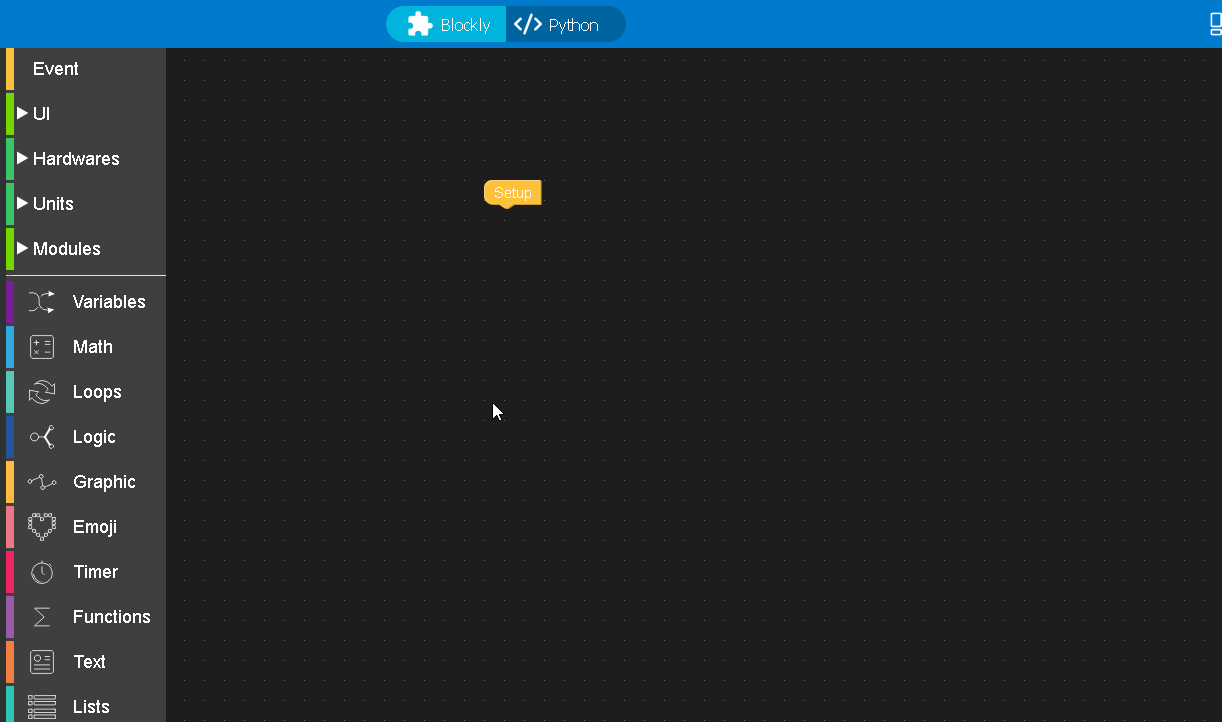 Blockly
Python
Event
UI
Hardwares
Units
Modules
Setup
Variables
Math
Loops
Logic
Graphic
Emoji
Timer
Functions
Text
Lists